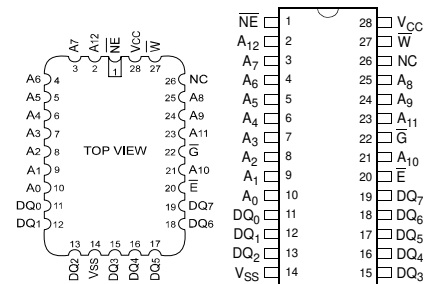 A7 A12 NE VCC W
3 2 1 28 27
A6 4 26 NC
A5 5 25 A8
A4 6 24 A9
A3 7 23 A11
A2 8 TOP VIEW 22 G
A1 9 21 A10
A0 10 20 E
DQ0 11 19 DQ7
DQ1 12 18 DQ6
13 14 15 16 17
DQ2 VSS DQ3 DQ4 DQ5
NE 1 28 VCC
A12 2 27 W
A7 3 26 NC
A6 4 25 A8
A5 5 24 A9
A4 6 23 A11
A3 7 22 G
A2 8 21 A10
A1 9 20 E
A0 10 19 DQ7
DQ0 11 18 DQ6
DQ1 12 17 DQ5
DQ2 13 16 DQ4
VSS 14 15 DQ3